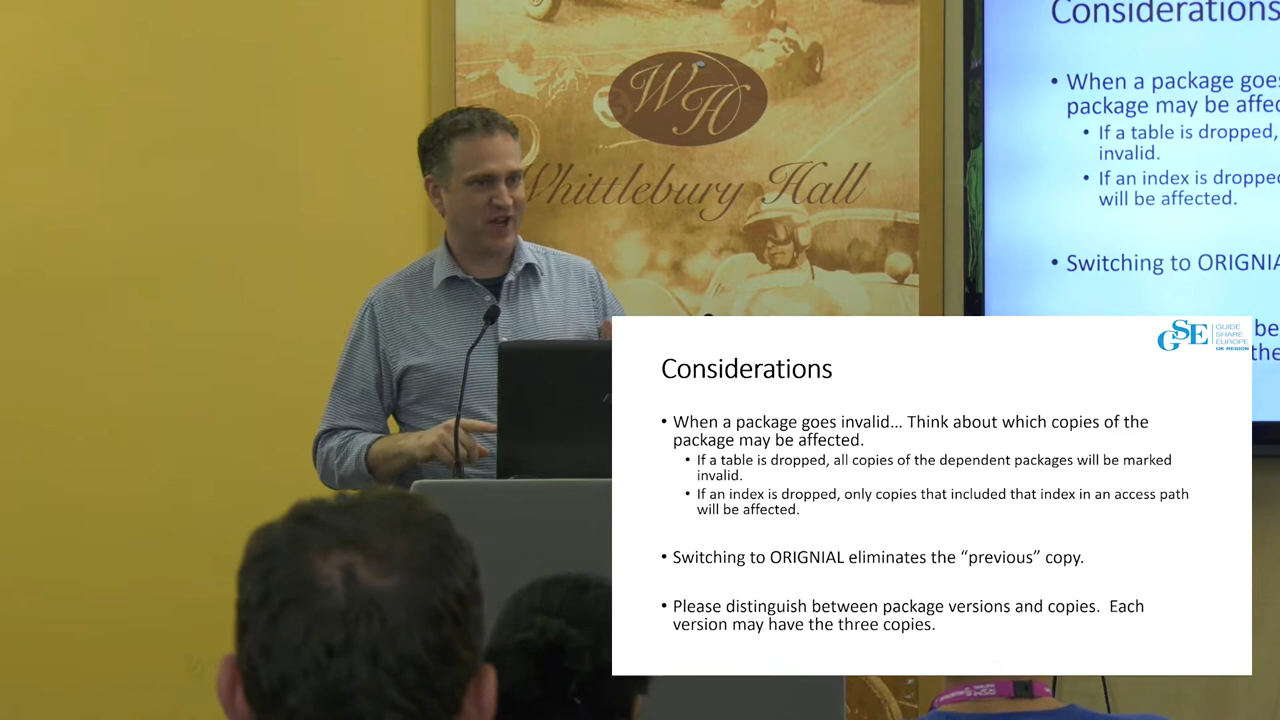 WH
Whittlebury Hall
Considerations
• When a package goe
package may be affec
• If a table is dropped,
invalid.
• If an index is droppe
will be affected.
• Switching to ORIGNIA
be
the
GSE
GUIDE
SHARE
EUROPE
UK REGION
Considerations
• When a package goes invalid... Think about which copies of the
package may be affected.
• If a table is dropped, all copies of the dependent packages will be marked
invalid.
• If an index is dropped, only copies that included that index in an access path
will be affected.
• Switching to ORIGNIAL eliminates the “previous” copy.
• Please distinguish between package versions and copies.  Each
version may have the three copies.